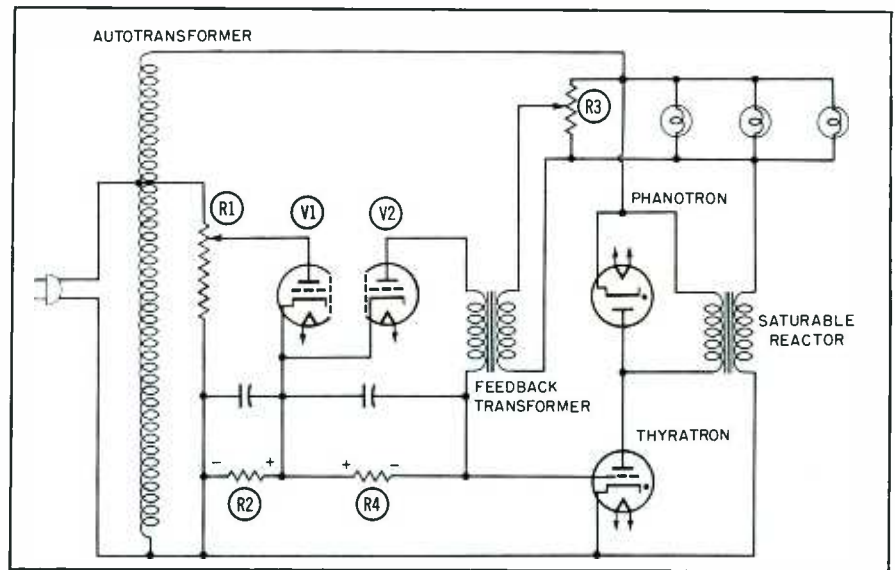 AUTOTRANSFORMER
R3
R1
V1
V2
PHANOTRON
SATURABLE
REACTOR
FEEDBACK
TRANSFORMER
THYRATRON
- + + -
R2
R4